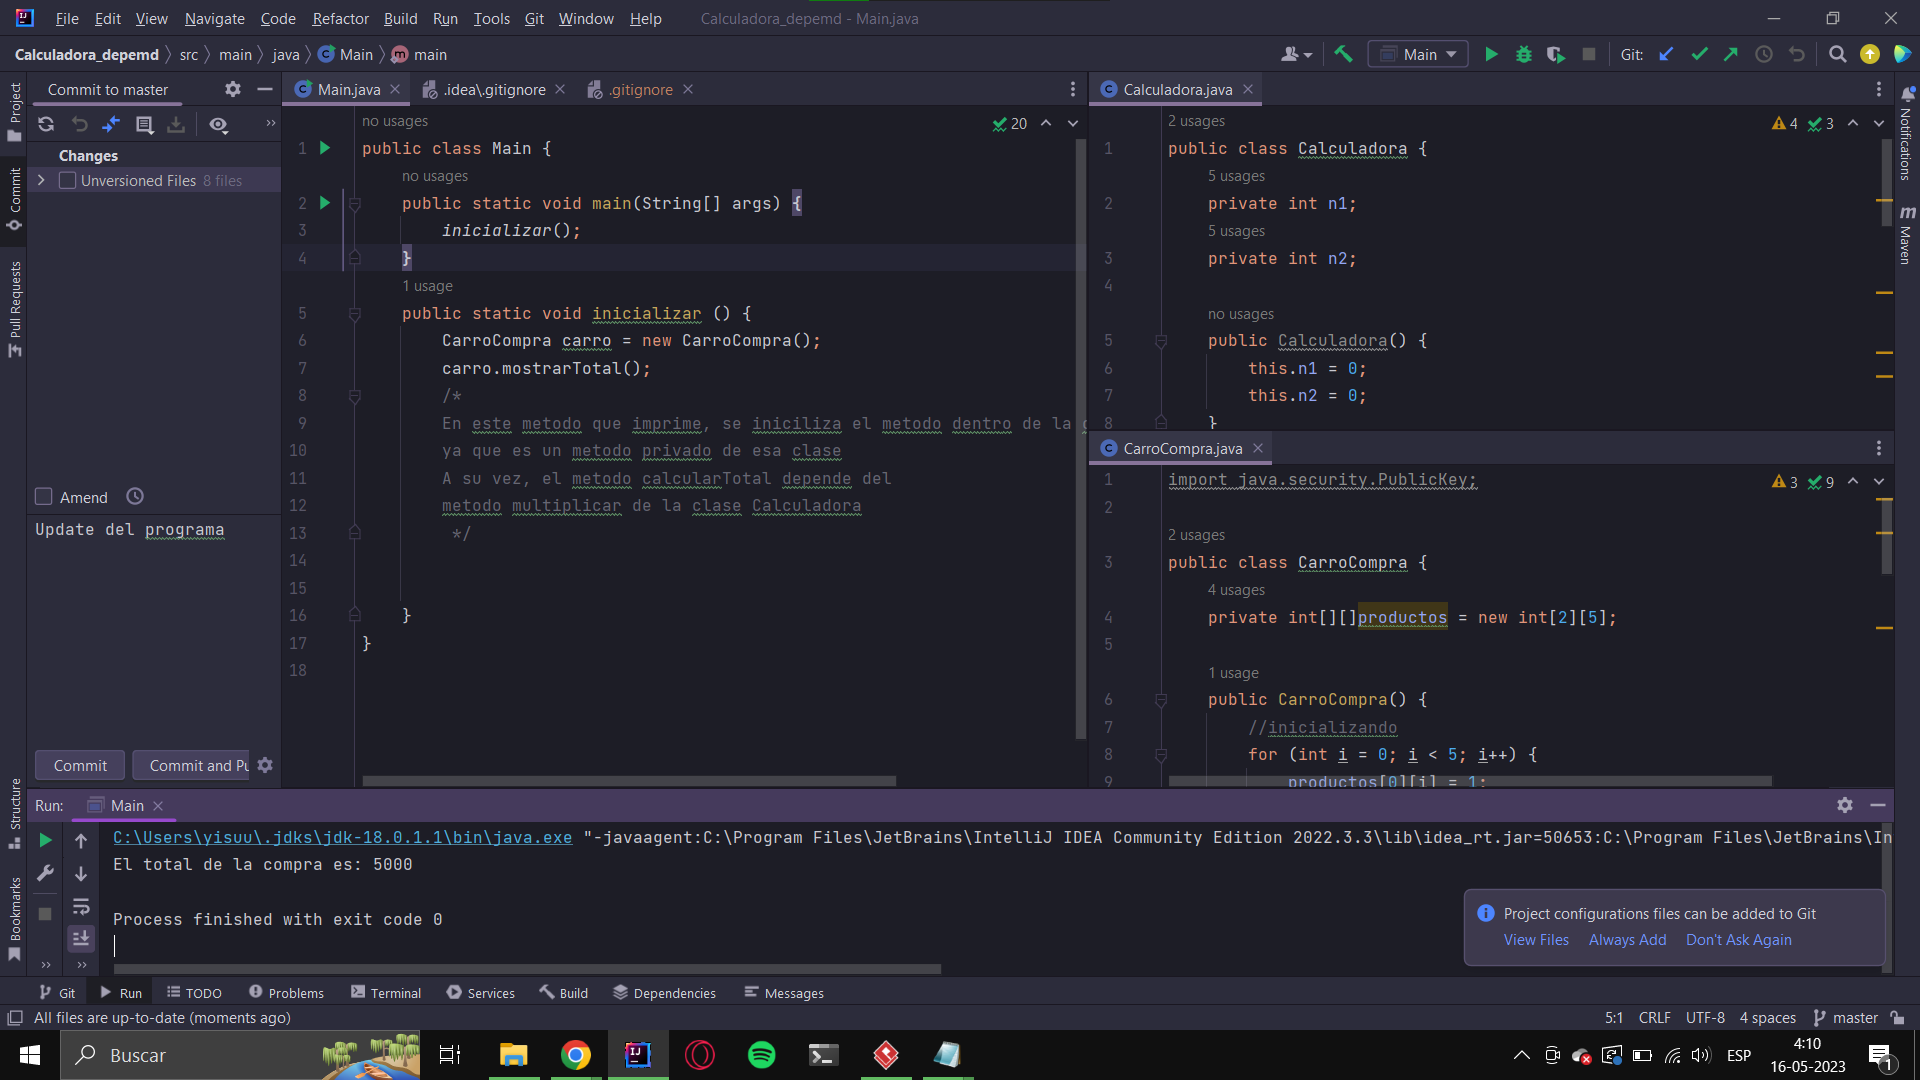 File Edit View Navigate Code Refactor Build Run Tools Git Window Help Calculadora_depemd - Main.java
Calculadora_depemd src main java Main main
Main Git:
Project
Commit
Pull Requests
Structure
Bookmarks
Commit to master
Changes
Unversioned Files 8 files
Amend
Update del programa
Commit Commit and Pu
Main.java .idea\.gitignore .gitignore
20
no usages
1 public class Main {
no usages
2 public static void main(String[] args) {
3 inicializar();
4 }
1 usage
5 public static void inicializar () {
6 CarroCompra carro = new CarroCompra();
7 carro.mostrarTotal();
8 /*
9 En este metodo que imprime, se iniciliza el metodo dentro de la c
10 ya que es un metodo privado de esa clase
11 A su vez, el metodo calcularTotal depende del
12 metodo multiplicar de la clase Calculadora
13 */
14
15
16 }
17 }
18
Calculadora.java
4 3
2 usages
1 public class Calculadora {
5 usages
2 private int n1;
5 usages
3 private int n2;
4
no usages
5 public Calculadora() {
6 this.n1 = 0;
7 this.n2 = 0;
8 }
CarroCompra.java
3 9
1 import java.security.PublicKey;
2
2 usages
3 public class CarroCompra {
4 usages
4 private int[][]productos = new int[2][5];
5
1 usage
6 public CarroCompra() {
7 //inicializando
8 for (int i = 0; i < 5; i++) {
9 productos[0][i] = 1;
Notifications
m Maven
Run: Main
C:\Users\yisuu\.jdks\jdk-18.0.1.1\bin\java.exe "-javaagent:C:\Program Files\JetBrains\IntelliJ IDEA Community Edition 2022.3.3\lib\idea_rt.jar=50653:C:\Program Files\JetBrains\In
El total de la compra es: 5000
Process finished with exit code 0
Project configurations files can be added to Git
View Files Always Add Don't Ask Again
Git Run TODO Problems Terminal Services Build Dependencies Messages
All files are up-to-date (moments ago) 5:1 CRLF UTF-8 4 spaces master
Buscar
ESP
4:10
16-05-2023
1